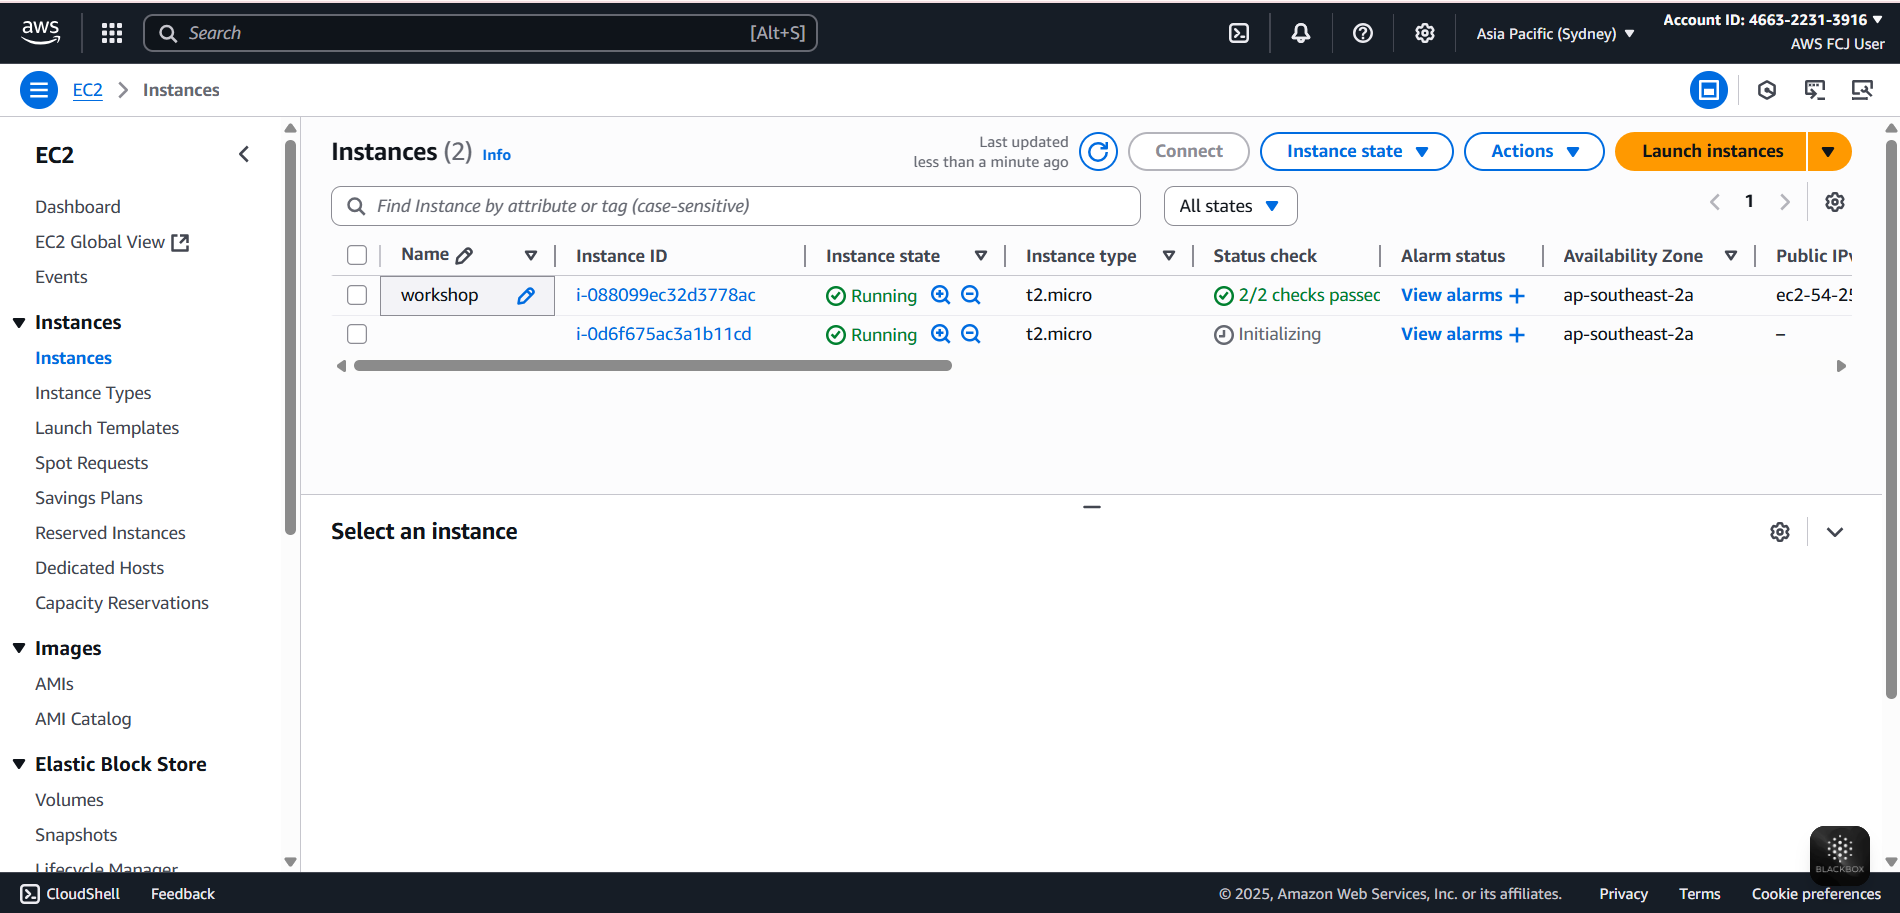 aws
Search [Alt+S]
Asia Pacific (Sydney)
Account ID: 4663-2231-3916
AWS FCJ User
EC2 Instances
EC2
Dashboard
EC2 Global View
Events
Instances
Instances
Instance Types
Launch Templates
Spot Requests
Savings Plans
Reserved Instances
Dedicated Hosts
Capacity Reservations
Images
AMIs
AMI Catalog
Elastic Block Store
Volumes
Snapshots
Lifecycle Manager
Instances (2) Info
Last updated
less than a minute ago
Connect
Instance state
Actions
Launch instances
Find Instance by attribute or tag (case-sensitive)
All states
1
Name Instance ID Instance state Instance type Status check Alarm status Availability Zone Public IPv
workshop i-088099ec32d3778ac Running t2.micro 2/2 checks passed View alarms + ap-southeast-2a ec2-54-25
i-0d6f675ac3a1b11cd Running t2.micro Initializing View alarms + ap-southeast-2a –
Select an instance
BLACKBOX
CloudShell Feedback © 2025, Amazon Web Services, Inc. or its affiliates. Privacy Terms Cookie preferences